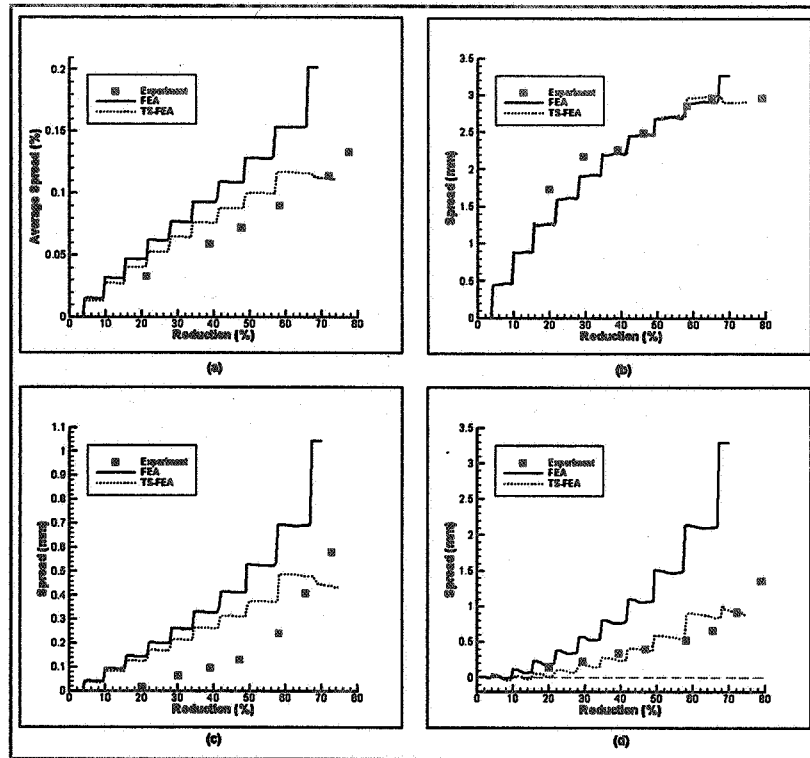 0.2
0.15
0.1
0.05
0
Average Spread (%)
Experiment
FEA
TS-FEA
0 10 20 30 40 50 60 70 80
Reduction (%)
(a)
3.5
3
2.5
2
1.5
1
0.5
0
Spread (mm)
Experiment
FEA
TS-FEA
0 10 20 30 40 50 60 70 80
Reduction (%)
(b)
1.1
1
0.9
0.8
0.7
0.6
0.5
0.4
0.3
0.2
0.1
0
Spread (mm)
Experiment
FEA
TS-FEA
0 10 20 30 40 50 60 70 80
Reduction (%)
(c)
3.5
3
2.5
2
1.5
1
0.5
0
Spread (mm)
Experiment
FEA
TS-FEA
0 10 20 30 40 50 60 70 80
Reduction (%)
(d)